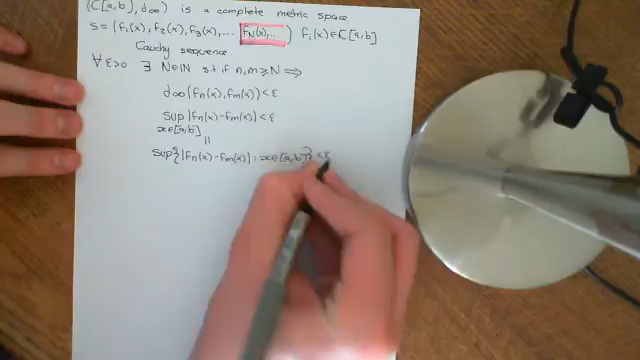 (C[a,b], d∞) is a complete metric space
S = (f₁(x), f₂(x), f₃(x), ... f_N(x), ... ) fᵢ(x) ∈ C[a,b]
Cauchy sequence.
∀ ε>0 ∃ N∈ℕ s.t if n,m ⩾ N ⟹
d∞(fn(x), fm(x)) < ε
sup |fn(x) - fm(x)| < ε
x∈[a,b]
||
sup{|fn(x) - fm(x)| : x∈[a,b]} < ε